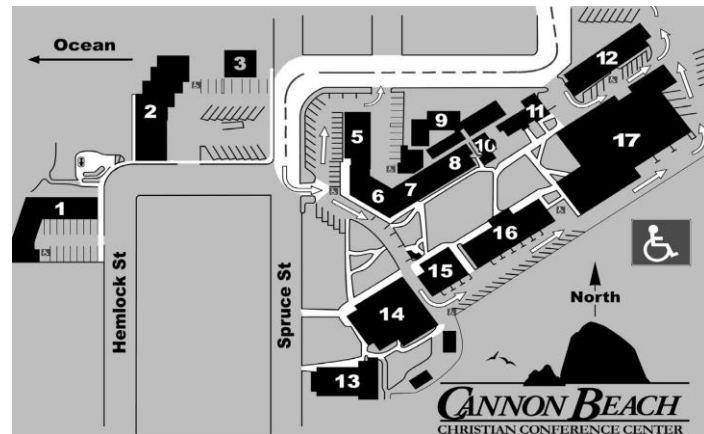 Ocean
3
12
2
5
9
11
17
10
8
7
6
1
16
15
14
13
Hemlock St
Spruce St
North
CANNON BEACH
CHRISTIAN CONFERENCE CENTER